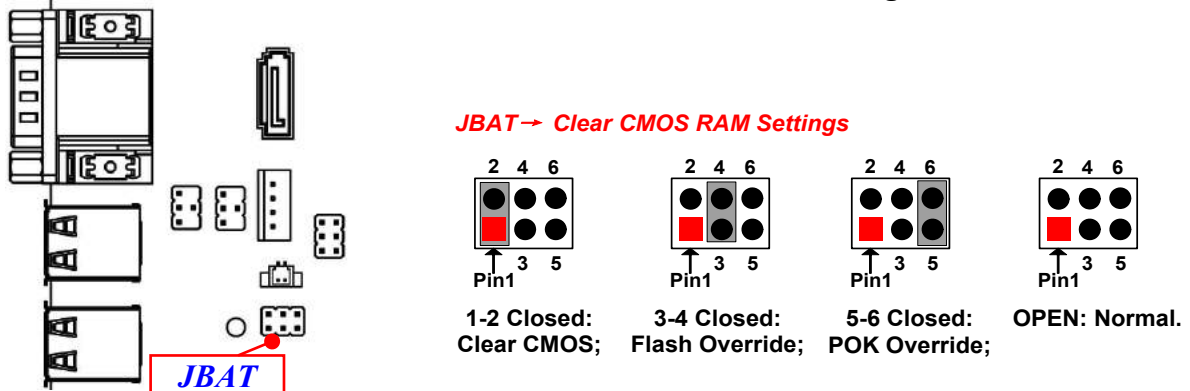 JBAT→ Clear CMOS RAM Settings
2 4 6
3 5
Pin1
1-2 Closed:
Clear CMOS;
2 4 6
3 5
Pin1
3-4 Closed:
Flash Override;
2 4 6
3 5
Pin1
5-6 Closed:
POK Override;
2 4 6
3 5
Pin1
OPEN: Normal.
JBAT